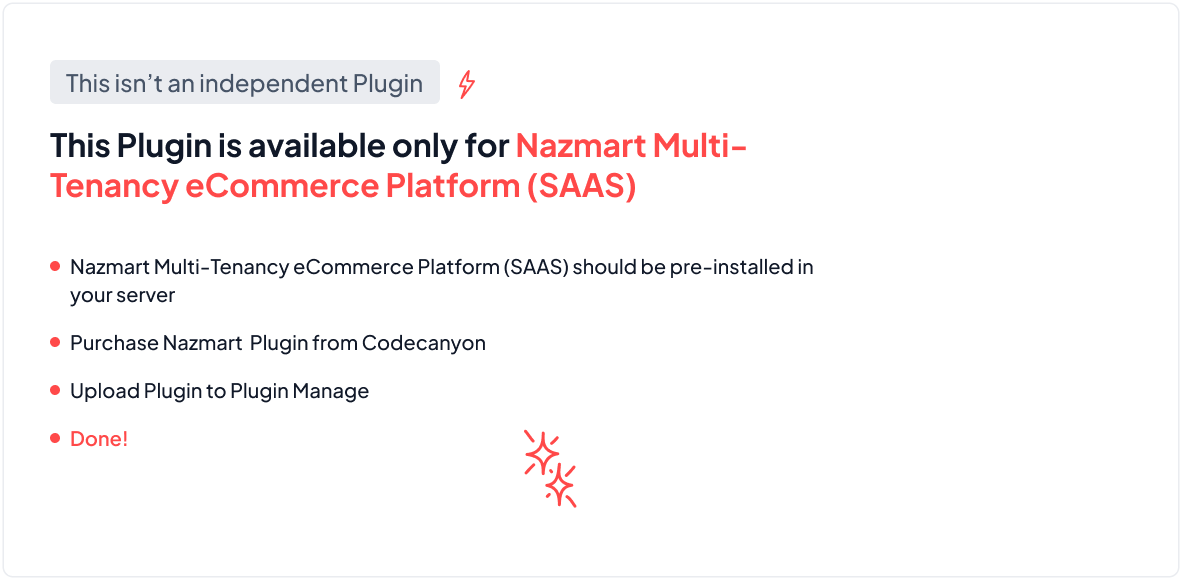 This isn’t an independent Plugin
This Plugin is available only for Nazmart Multi-
Tenancy eCommerce Platform (SAAS)
Nazmart Multi-Tenancy eCommerce Platform (SAAS) should be pre-installed in
your server
Purchase Nazmart  Plugin from Codecanyon
Upload Plugin to Plugin Manage
Done!